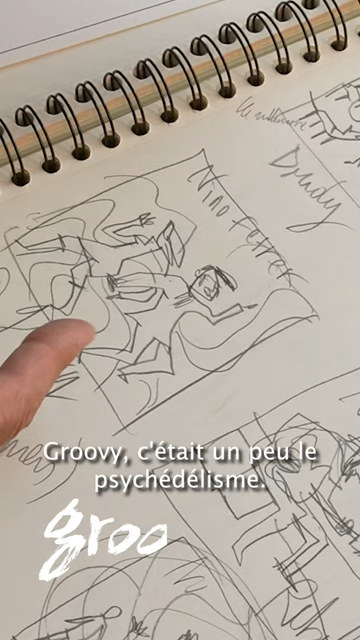 Dandy
Nino Ferrer
Groovy, c'était un peu le
psychédélisme.
groo